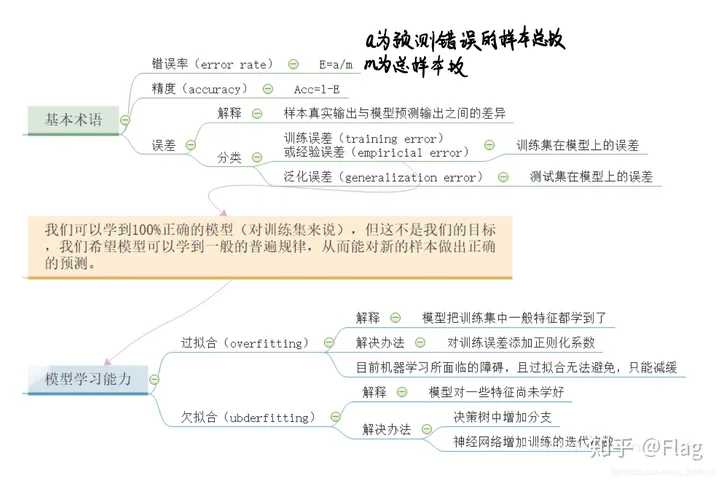 a为预测错误的样本总数
m为总样本数
错误率（error rate） E=a/m
精度（accuracy） Acc=1-E
基本术语
解释 样本真实输出与模型预测输出之间的差异
误差
分类
训练误差（training error）
或经验误差（empiricial error） 训练集在模型上的误差
泛化误差（generalization error） 测试集在模型上的误差
我们可以学到100%正确的模型（对训练集来说），但这不是我们的目标
，我们希望模型可以学到一般的普遍规律，从而能对新的样本做出正确
的预测。
模型学习能力
过拟合（overfitting）
解释 模型把训练集中一般特征都学到了
解决办法 对训练误差添加正则化系数
目前机器学习所面临的障碍，且过拟合无法避免，只能减缓
欠拟合（ubderfitting）
解释 模型对一些特征尚未学好
解决办法
决策树中增加分支
神经网络增加训练的迭代次数
知乎 @Flag